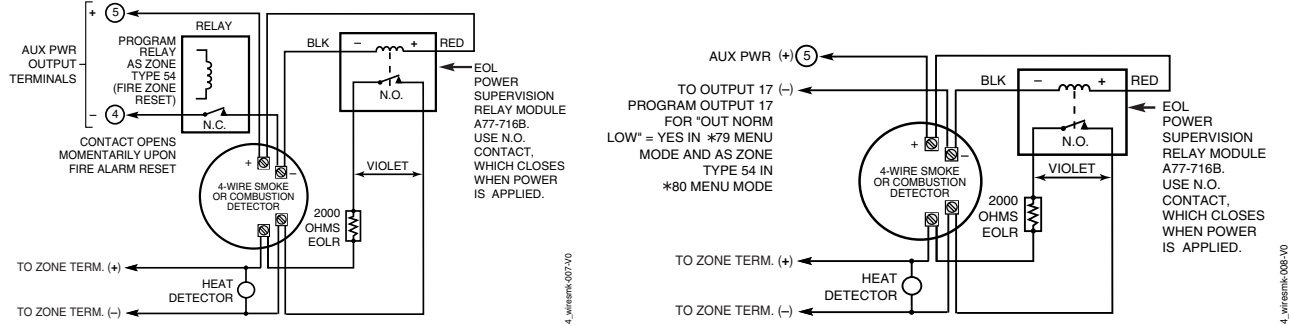 + 5
RELAY
AUX PWR
OUTPUT
TERMINALS
PROGRAM
RELAY
AS ZONE
TYPE 54
(FIRE ZONE
RESET)
– 4
N.C.
CONTACT OPENS
MOMENTARILY UPON
FIRE ALARM RESET
BLK
– +
RED
N.O.
EOL
POWER
SUPERVISION
RELAY MODULE
A77-716B.
USE N.O.
CONTACT,
WHICH CLOSES
WHEN POWER
IS APPLIED.
+ –
4-WIRE SMOKE
OR COMBUSTION
DETECTOR
VIOLET
2000
OHMS
EOLR
TO ZONE TERM. (+)
HEAT
DETECTOR
TO ZONE TERM. (–)
4_wiresmk-007-V0
AUX PWR (+) 5
TO OUTPUT 17 (–)
PROGRAM OUTPUT 17
FOR "OUT NORM
LOW" = YES IN *79 MENU
MODE AND AS ZONE
TYPE 54 IN
*80 MENU MODE
BLK
– +
RED
N.O.
EOL
POWER
SUPERVISION
RELAY MODULE
A77-716B.
USE N.O.
CONTACT,
WHICH CLOSES
WHEN POWER
IS APPLIED.
+ –
4-WIRE SMOKE
OR COMBUSTION
DETECTOR
VIOLET
2000
OHMS
EOLR
TO ZONE TERM. (+)
HEAT
DETECTOR
TO ZONE TERM. (–)
4_wiresmk-008-V0